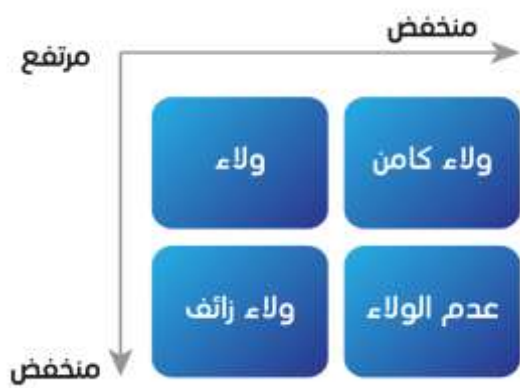 منخفض
مرتفع
ولاء كامن
ولاء
عدم الولاء
ولاء زائف
منخفض